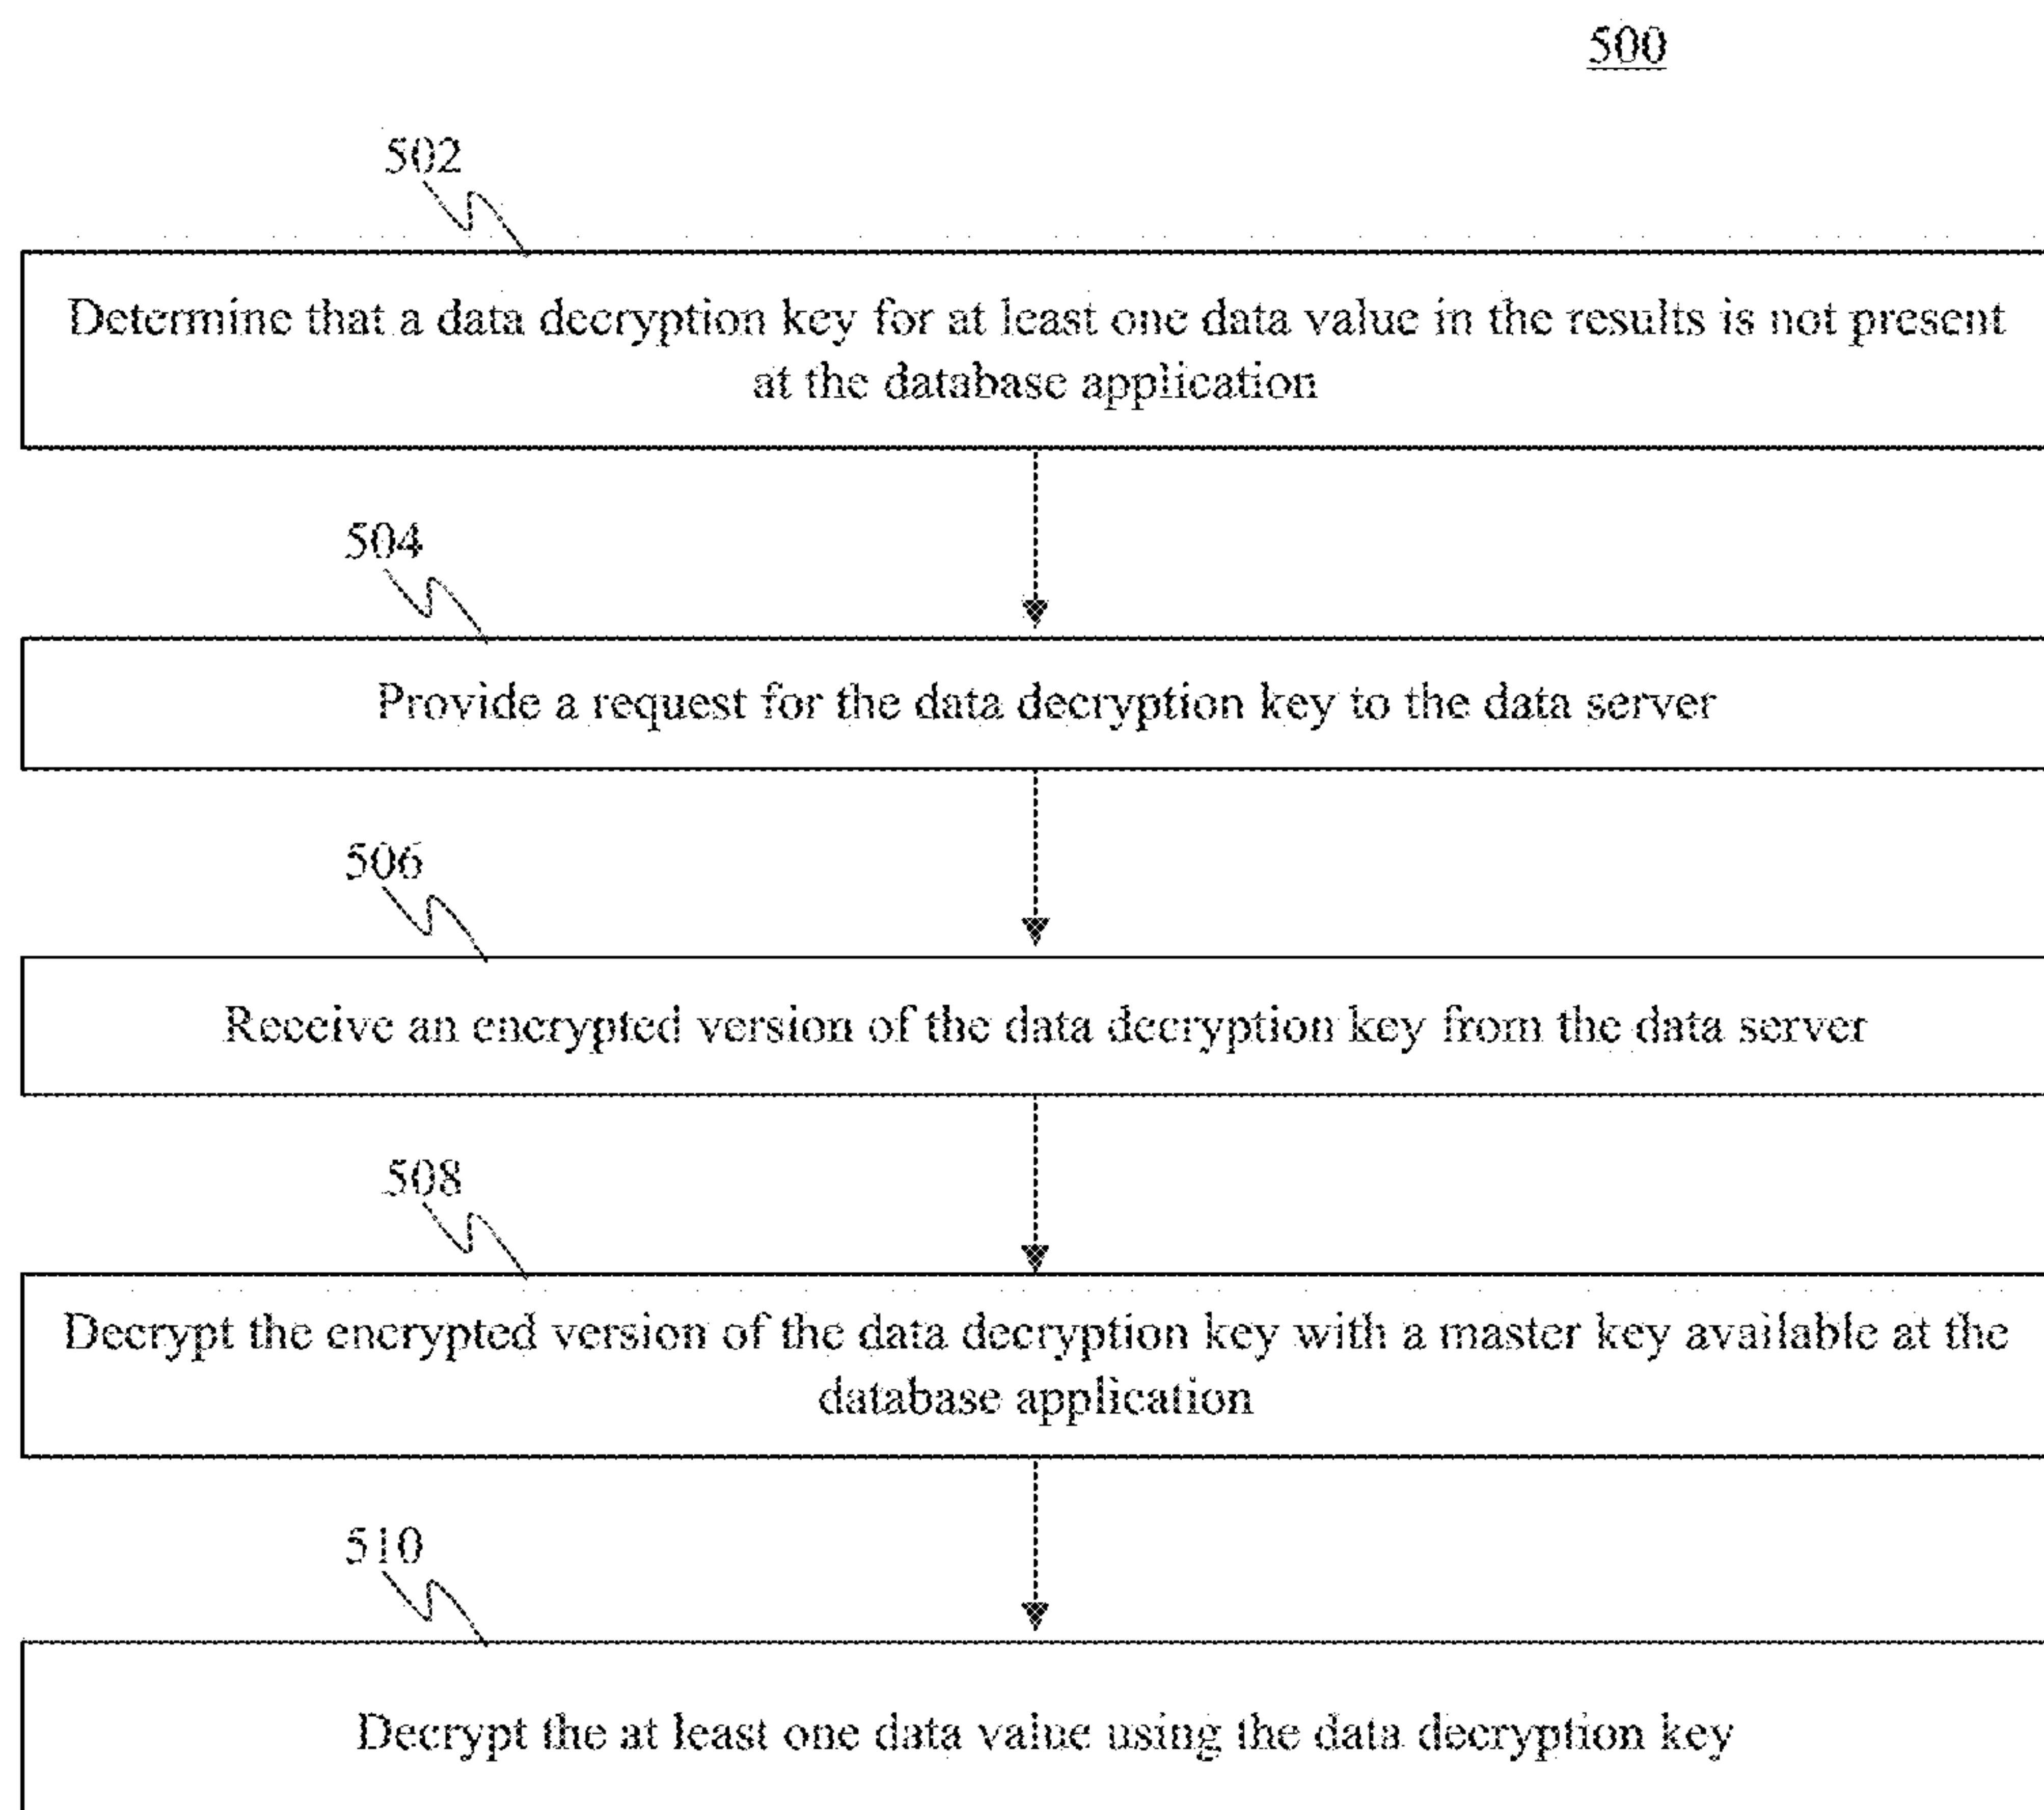 500
502
Determine that a data decryption key for at least one data value in the results is not present
at the database application
504
Provide a request for the data decryption key to the data server
506
Receive an encrypted version of the data decryption key from the data server
508
Decrypt the encrypted version of the data decryption key with a master key available at the
database application
510
Decrypt the at least one data value using the data decryption key